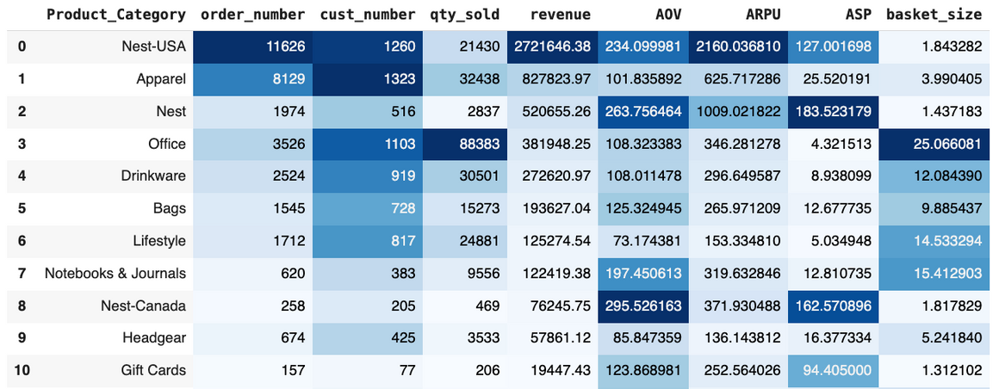 Product_Category order_number cust_number qty_sold revenue AOV ARPU ASP basket_size
0 Nest-USA 11626 1260 21430 2721646.38 234.099981 2160.036810 127.001698 1.843282
1 Apparel 8129 1323 32438 827823.97 101.835892 625.717286 25.520191 3.990405
2 Nest 1974 516 2837 520655.26 263.756464 1009.021822 183.523179 1.437183
3 Office 3526 1103 88383 381948.25 108.323383 346.281278 4.321513 25.066081
4 Drinkware 2524 919 30501 272620.97 108.011478 296.649587 8.938099 12.084390
5 Bags 1545 728 15273 193627.04 125.324945 265.971209 12.677735 9.885437
6 Lifestyle 1712 817 24881 125274.54 73.174381 153.334810 5.034948 14.533294
7 Notebooks & Journals 620 383 9556 122419.38 197.450613 319.632846 12.810735 15.412903
8 Nest-Canada 258 205 469 76245.75 295.526163 371.930488 162.570896 1.817829
9 Headgear 674 425 3533 57861.12 85.847359 136.143812 16.377334 5.241840
10 Gift Cards 157 77 206 19447.43 123.868981 252.564026 94.405000 1.312102